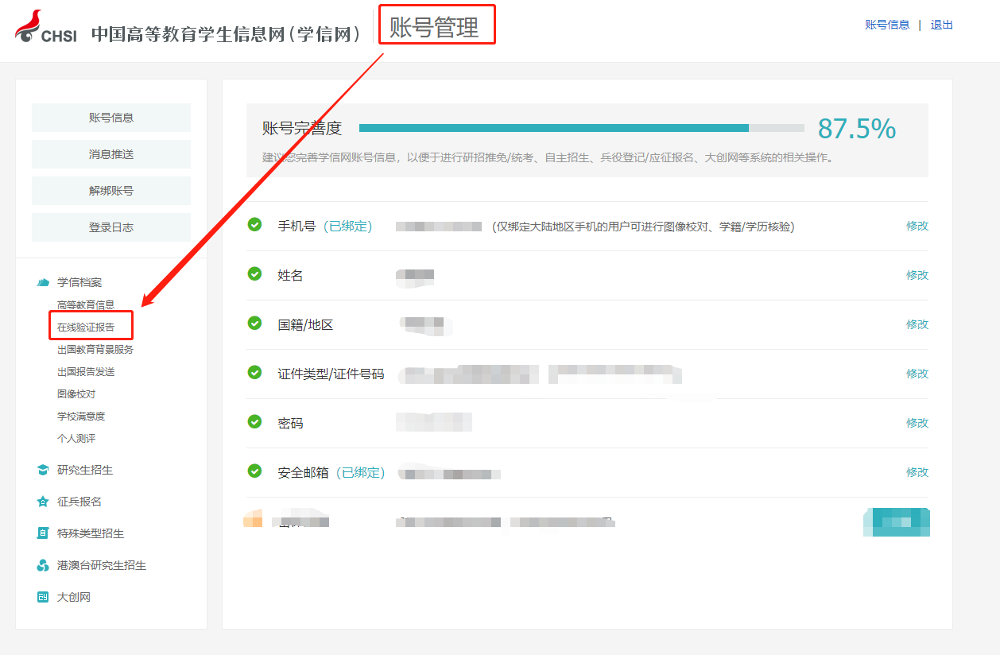 CHSI 中国高等教育学生信息网(学信网) 账号管理
账号信息 | 退出
账号信息
消息推送
解绑账号
登录日志
学信档案
高等教育信息
在线验证报告
出国教育背景服务
出国报告发送
图像校对
学校满意度
个人测评
研究生招生
征兵报名
特殊类型招生
港澳台研究生招生
大创网
账号完善度 87.5%
建议您完善学信网账号信息，以便于进行研招推免/统考、自主招生、兵役登记/应征报名、大创网等系统的相关操作。
手机号 (已绑定) (仅绑定大陆地区手机的用户可进行图像校对、学籍/学历核验) 修改
姓名 修改
国籍/地区 修改
证件类型/证件号码 修改
密码 修改
安全邮箱 (已绑定) 修改